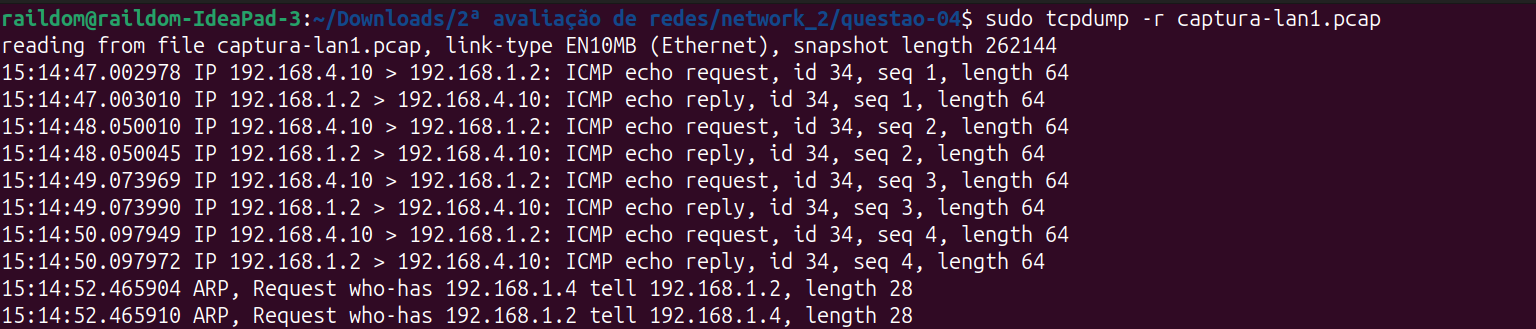 raildom@raildom-IdeaPad-3:~/Downloads/2ª avaliação de redes/network_2/questao-04$ sudo tcpdump -r captura-lan1.pcap
reading from file captura-lan1.pcap, link-type EN10MB (Ethernet), snapshot length 262144
15:14:47.002978 IP 192.168.4.10 > 192.168.1.2: ICMP echo request, id 34, seq 1, length 64
15:14:47.003010 IP 192.168.1.2 > 192.168.4.10: ICMP echo reply, id 34, seq 1, length 64
15:14:48.050010 IP 192.168.4.10 > 192.168.1.2: ICMP echo request, id 34, seq 2, length 64
15:14:48.050045 IP 192.168.1.2 > 192.168.4.10: ICMP echo reply, id 34, seq 2, length 64
15:14:49.073969 IP 192.168.4.10 > 192.168.1.2: ICMP echo request, id 34, seq 3, length 64
15:14:49.073990 IP 192.168.1.2 > 192.168.4.10: ICMP echo reply, id 34, seq 3, length 64
15:14:50.097949 IP 192.168.4.10 > 192.168.1.2: ICMP echo request, id 34, seq 4, length 64
15:14:50.097972 IP 192.168.1.2 > 192.168.4.10: ICMP echo reply, id 34, seq 4, length 64
15:14:52.465904 ARP, Request who-has 192.168.1.4 tell 192.168.1.2, length 28
15:14:52.465910 ARP, Request who-has 192.168.1.2 tell 192.168.1.4, length 28